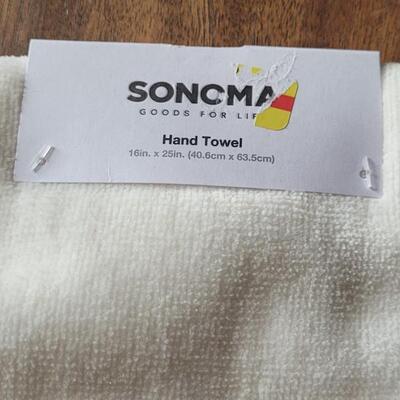 SONOMA
GOODS FOR LIF
Hand Towel
16in. x 25in. (40.6cm x 63.5cm)